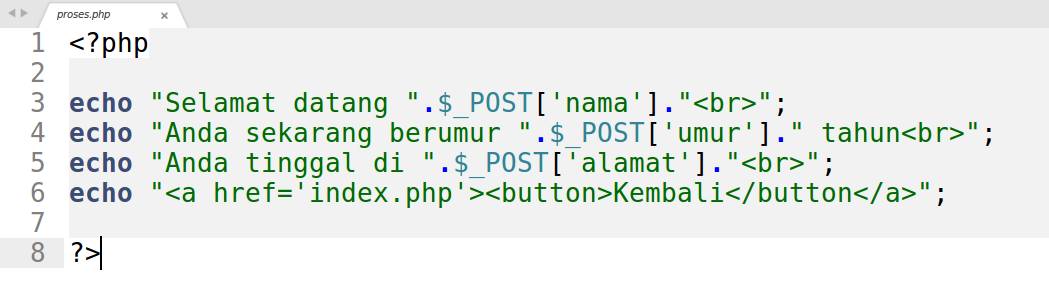 proses.php
1 <?php
2
3 echo "Selamat datang ".$_POST['nama']."<br>";
4 echo "Anda sekarang berumur ".$_POST['umur']." tahun<br>";
5 echo "Anda tinggal di ".$_POST['alamat']."<br>";
6 echo "<a href='index.php'><button>Kembali</button></a>";
7
8 ?>